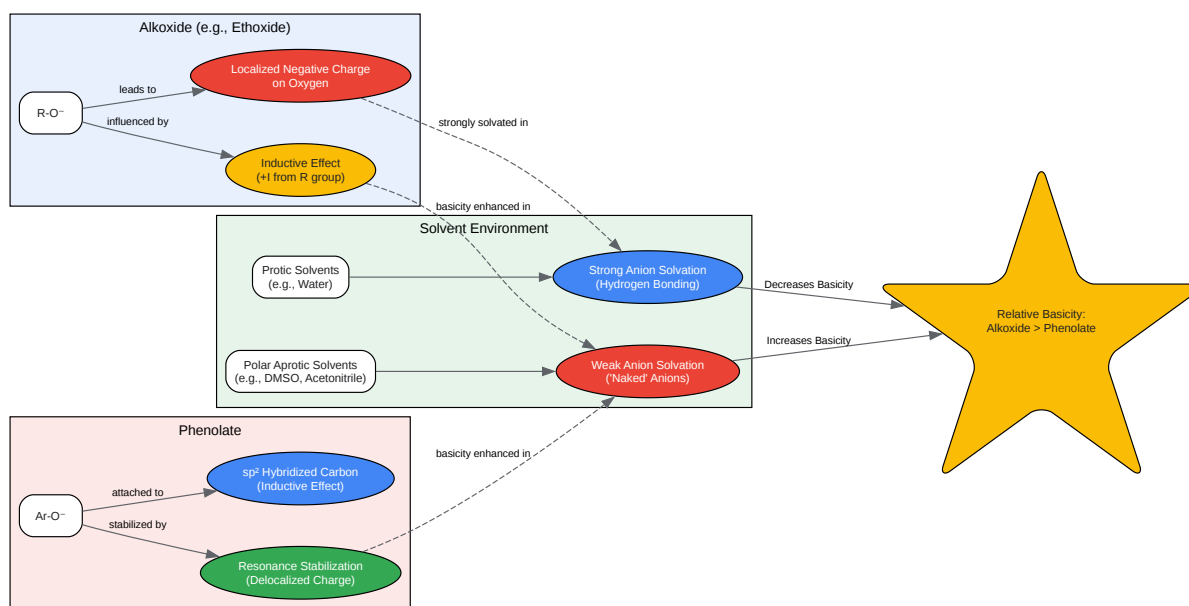 Alkoxide (e.g., Ethoxide)
Localized Negative Charge
on Oxygen
R-O⁻
leads to
influenced by
Inductive Effect
(+I from R group)
strongly solvated in
basicity enhanced in
Solvent Environment
Protic Solvents
(e.g., Water)
Strong Anion Solvation
(Hydrogen Bonding)
Decreases Basicity
Relative Basicity:
Alkoxide > Phenolate
Increases Basicity
Polar Aprotic Solvents
(e.g., DMSO, Acetonitrile)
Weak Anion Solvation
('Naked' Anions)
Phenolate
basicity enhanced in
sp² Hybridized Carbon
(Inductive Effect)
attached to
Ar-O⁻
stabilized by
Resonance Stabilization
(Delocalized Charge)